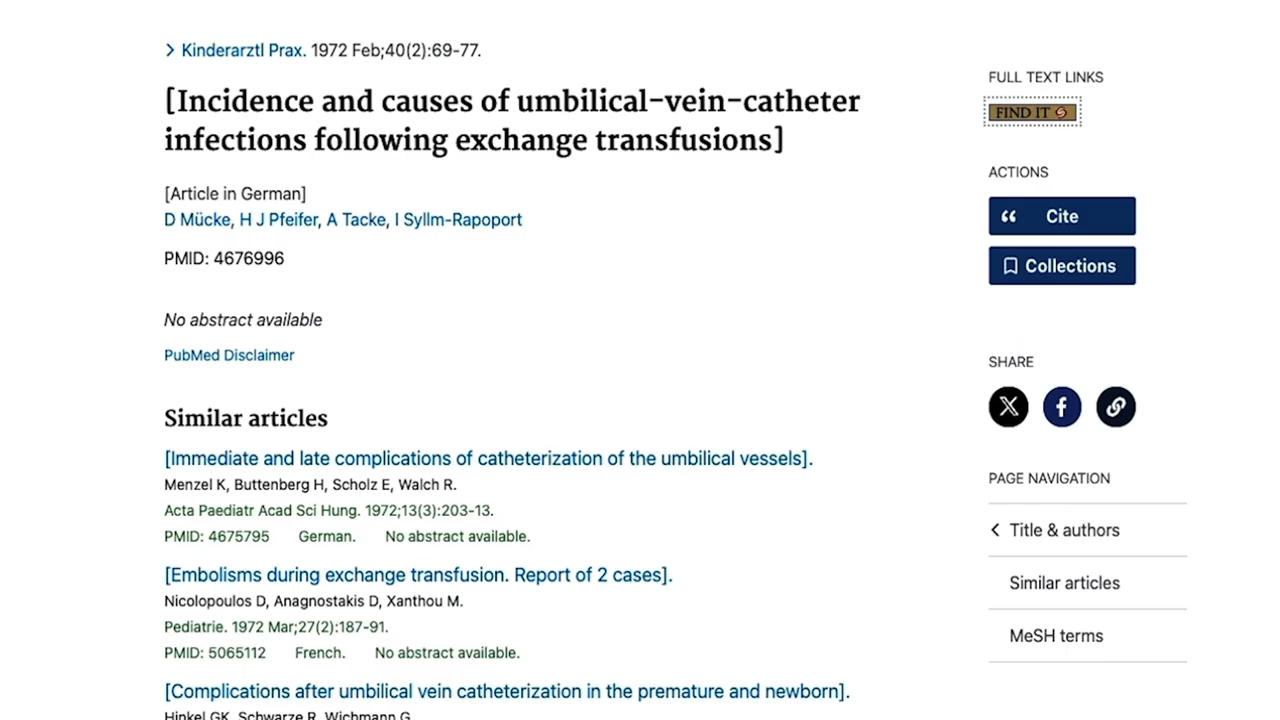 Kinderarztl Prax. 1972 Feb;40(2):69-77.
[Incidence and causes of umbilical-vein-catheter
infections following exchange transfusions]
[Article in German]
D Mücke, H J Pfeifer, A Tacke, I Syllm-Rapoport
PMID: 4676996
No abstract available
PubMed Disclaimer
Similar articles
[Immediate and late complications of catheterization of the umbilical vessels].
Menzel K, Buttenberg H, Scholz E, Walch R.
Acta Paediatr Acad Sci Hung. 1972;13(3):203-13.
PMID: 4675795 German. No abstract available.
[Embolisms during exchange transfusion. Report of 2 cases].
Nicolopoulos D, Anagnostakis D, Xanthou M.
Pediatrie. 1972 Mar;27(2):187-91.
PMID: 5065112 French. No abstract available.
[Complications after umbilical vein catheterization in the premature and newborn].
Hinkel GK, Schwarze R, Wichmann G.
FULL TEXT LINKS
FIND IT
ACTIONS
Cite
Collections
SHARE
PAGE NAVIGATION
Title & authors
Similar articles
MeSH terms